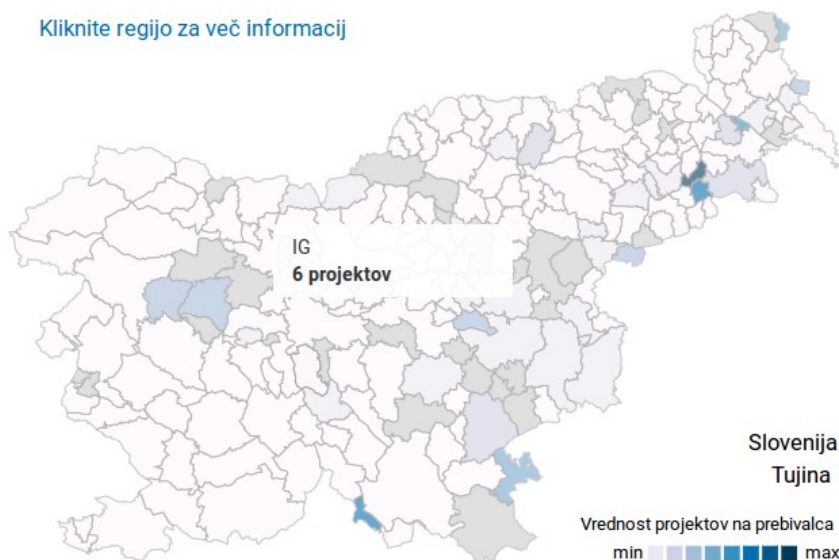 Kliknite regijo za več informacij
IG
6 projektov
Slovenija
Tujina
Vrednost projektov na prebivalca
min max